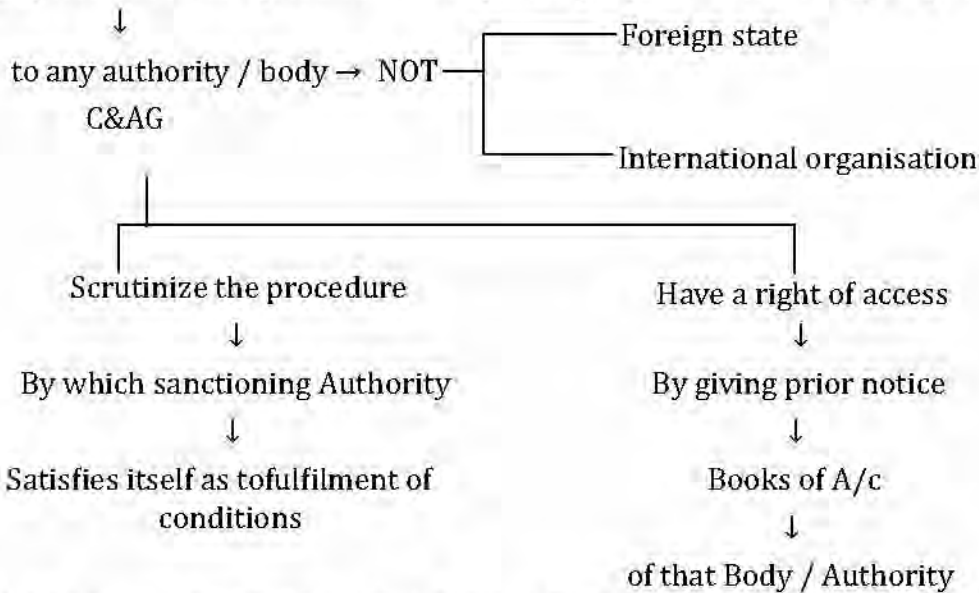 ↓
Foreign state
to any authority / body → NOT
C&AG
International organisation
Scrutinize the procedure
↓
By which sanctioning Authority
↓
Satisfies itself as tofulfilment of
conditions
Have a right of access
↓
By giving prior notice
↓
Books of A/c
↓
of that Body / Authority